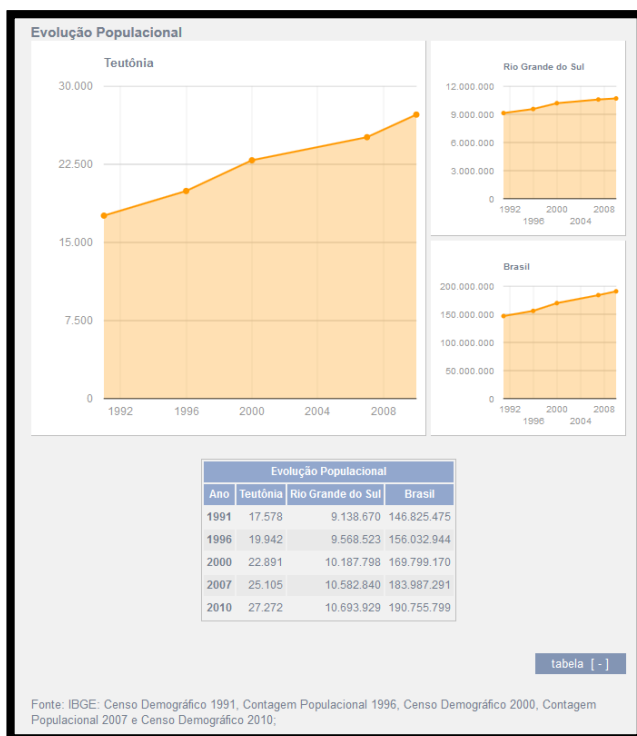 Evolução Populacional
Teutônia
30.000
22.500
15.000
7.500
0
1992 1996 2000 2004 2008
Rio Grande do Sul
12.000.000
9.000.000
6.000.000
3.000.000
0
1992 2000 2008
1996 2004
Brasil
200.000.000
150.000.000
100.000.000
50.000.000
0
1992 2000 2008
1996 2004
Evolução Populacional
Ano Teutônia Rio Grande do Sul Brasil
1991 17.578 9.138.670 146.825.475
1996 19.942 9.568.523 156.032.944
2000 22.891 10.187.798 169.799.170
2007 25.105 10.582.840 183.987.291
2010 27.272 10.693.929 190.755.799
tabela [ - ]
Fonte: IBGE: Censo Demográfico 1991, Contagem Populacional 1996, Censo Demográfico 2000, Contagem
Populacional 2007 e Censo Demográfico 2010;